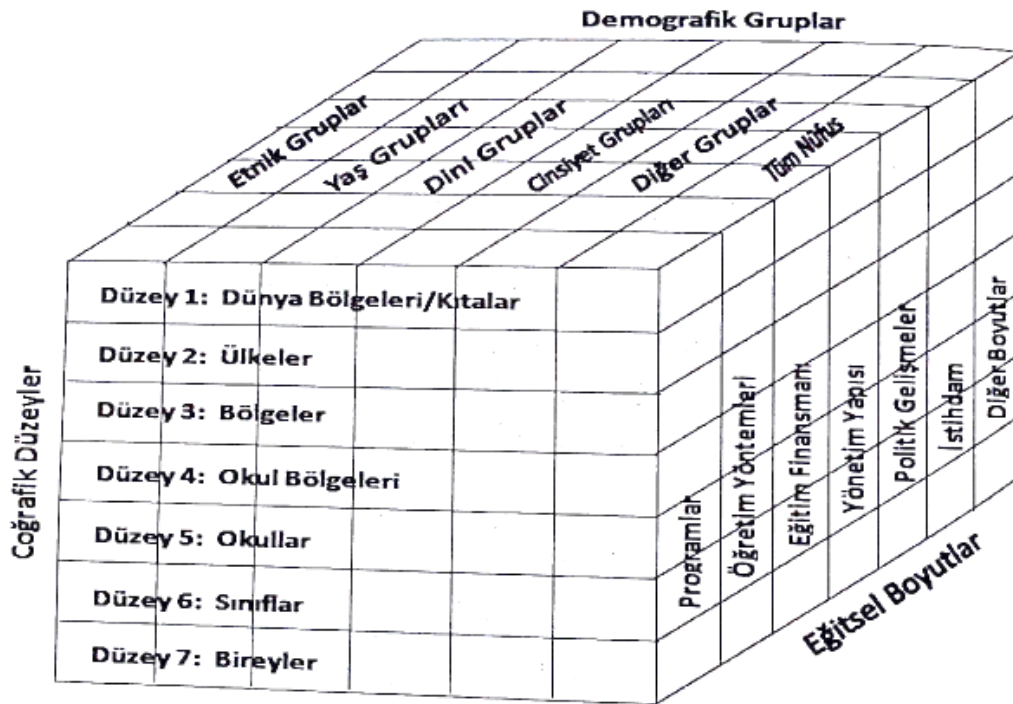 Demografik Gruplar
Etnik Gruplar
Yaş Grupları
Dini Gruplar
Cinsiyet Grupları
Diğer Gruplar
Tüm Nüfus
Coğrafik Düzeyler
Düzey 1: Dünya Bölgeleri/Kıtalar
Düzey 2: Ülkeler
Düzey 3: Bölgeler
Düzey 4: Okul Bölgeleri
Düzey 5: Okullar
Düzey 6: Sınıflar
Düzey 7: Bireyler
Programlar
Öğretim Yöntemleri
Eğitim Finansmanı
Yönetim Yapısı
Politik Gelişmeler
İstihdam
Diğer Boyutlar
Eğitsel Boyutlar